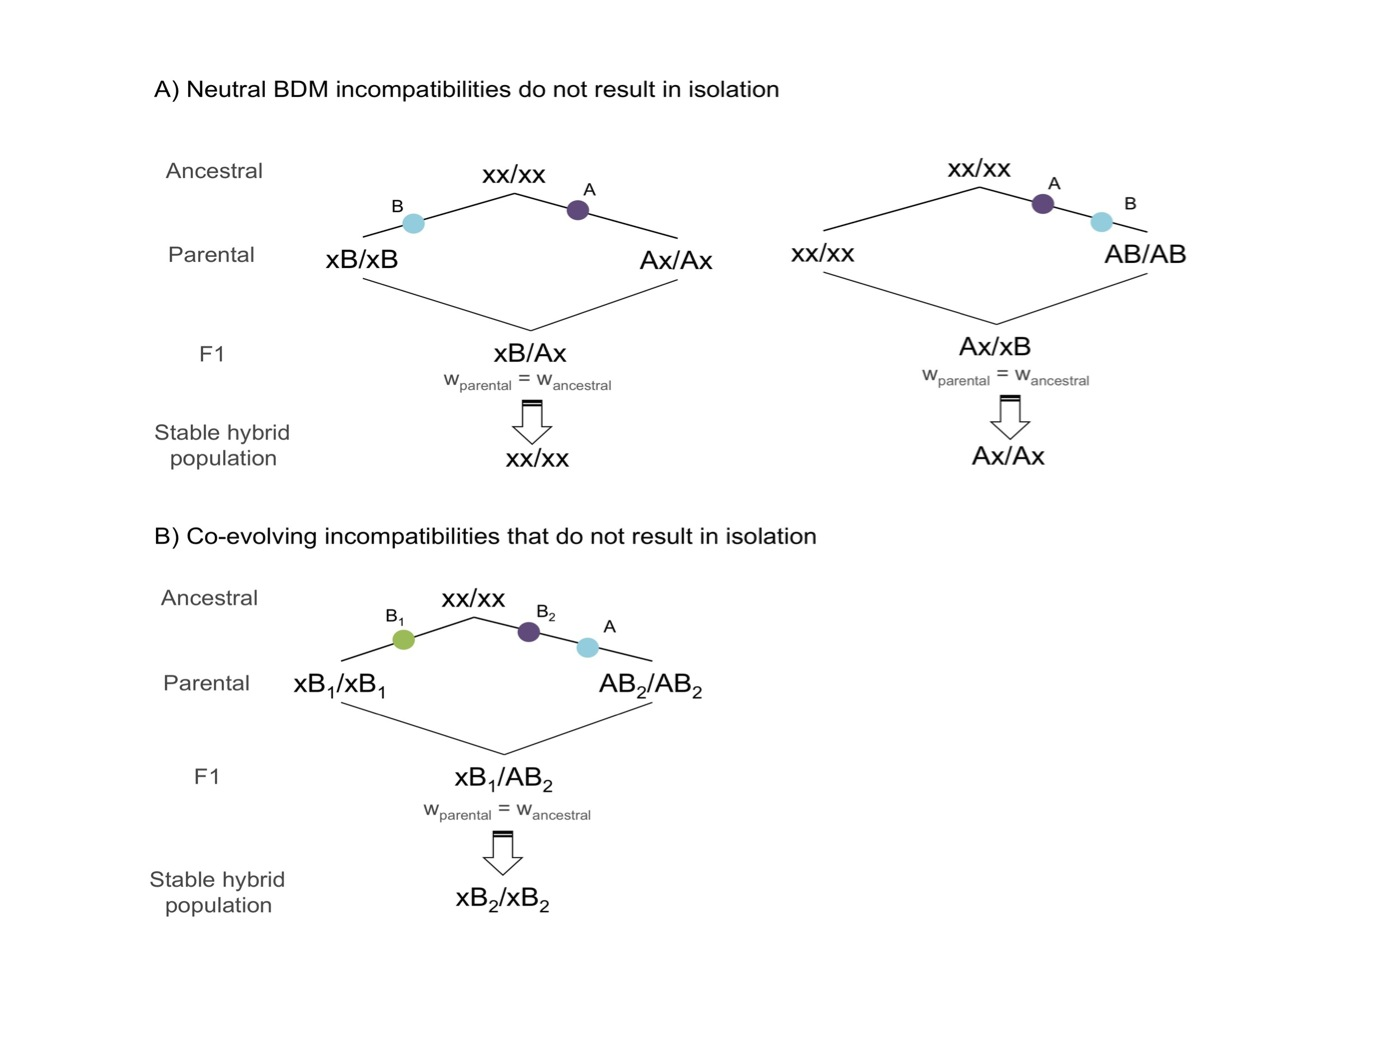 A) Neutral BDM incompatibilities do not result in isolation
Ancestral
xx/xx
B
A
Parental
xB/xB
Ax/Ax
F1
xB/Ax
wparental = wancestral
Stable hybrid
population
xx/xx
xx/xx
A
B
xx/xx
AB/AB
Ax/xB
wparental = wancestral
Ax/Ax
B) Co-evolving incompatibilities that do not result in isolation
Ancestral
xx/xx
B1
B2
A
Parental
xB1/xB1
AB2/AB2
F1
xB1/AB2
wparental = wancestral
Stable hybrid
population
xB2/xB2